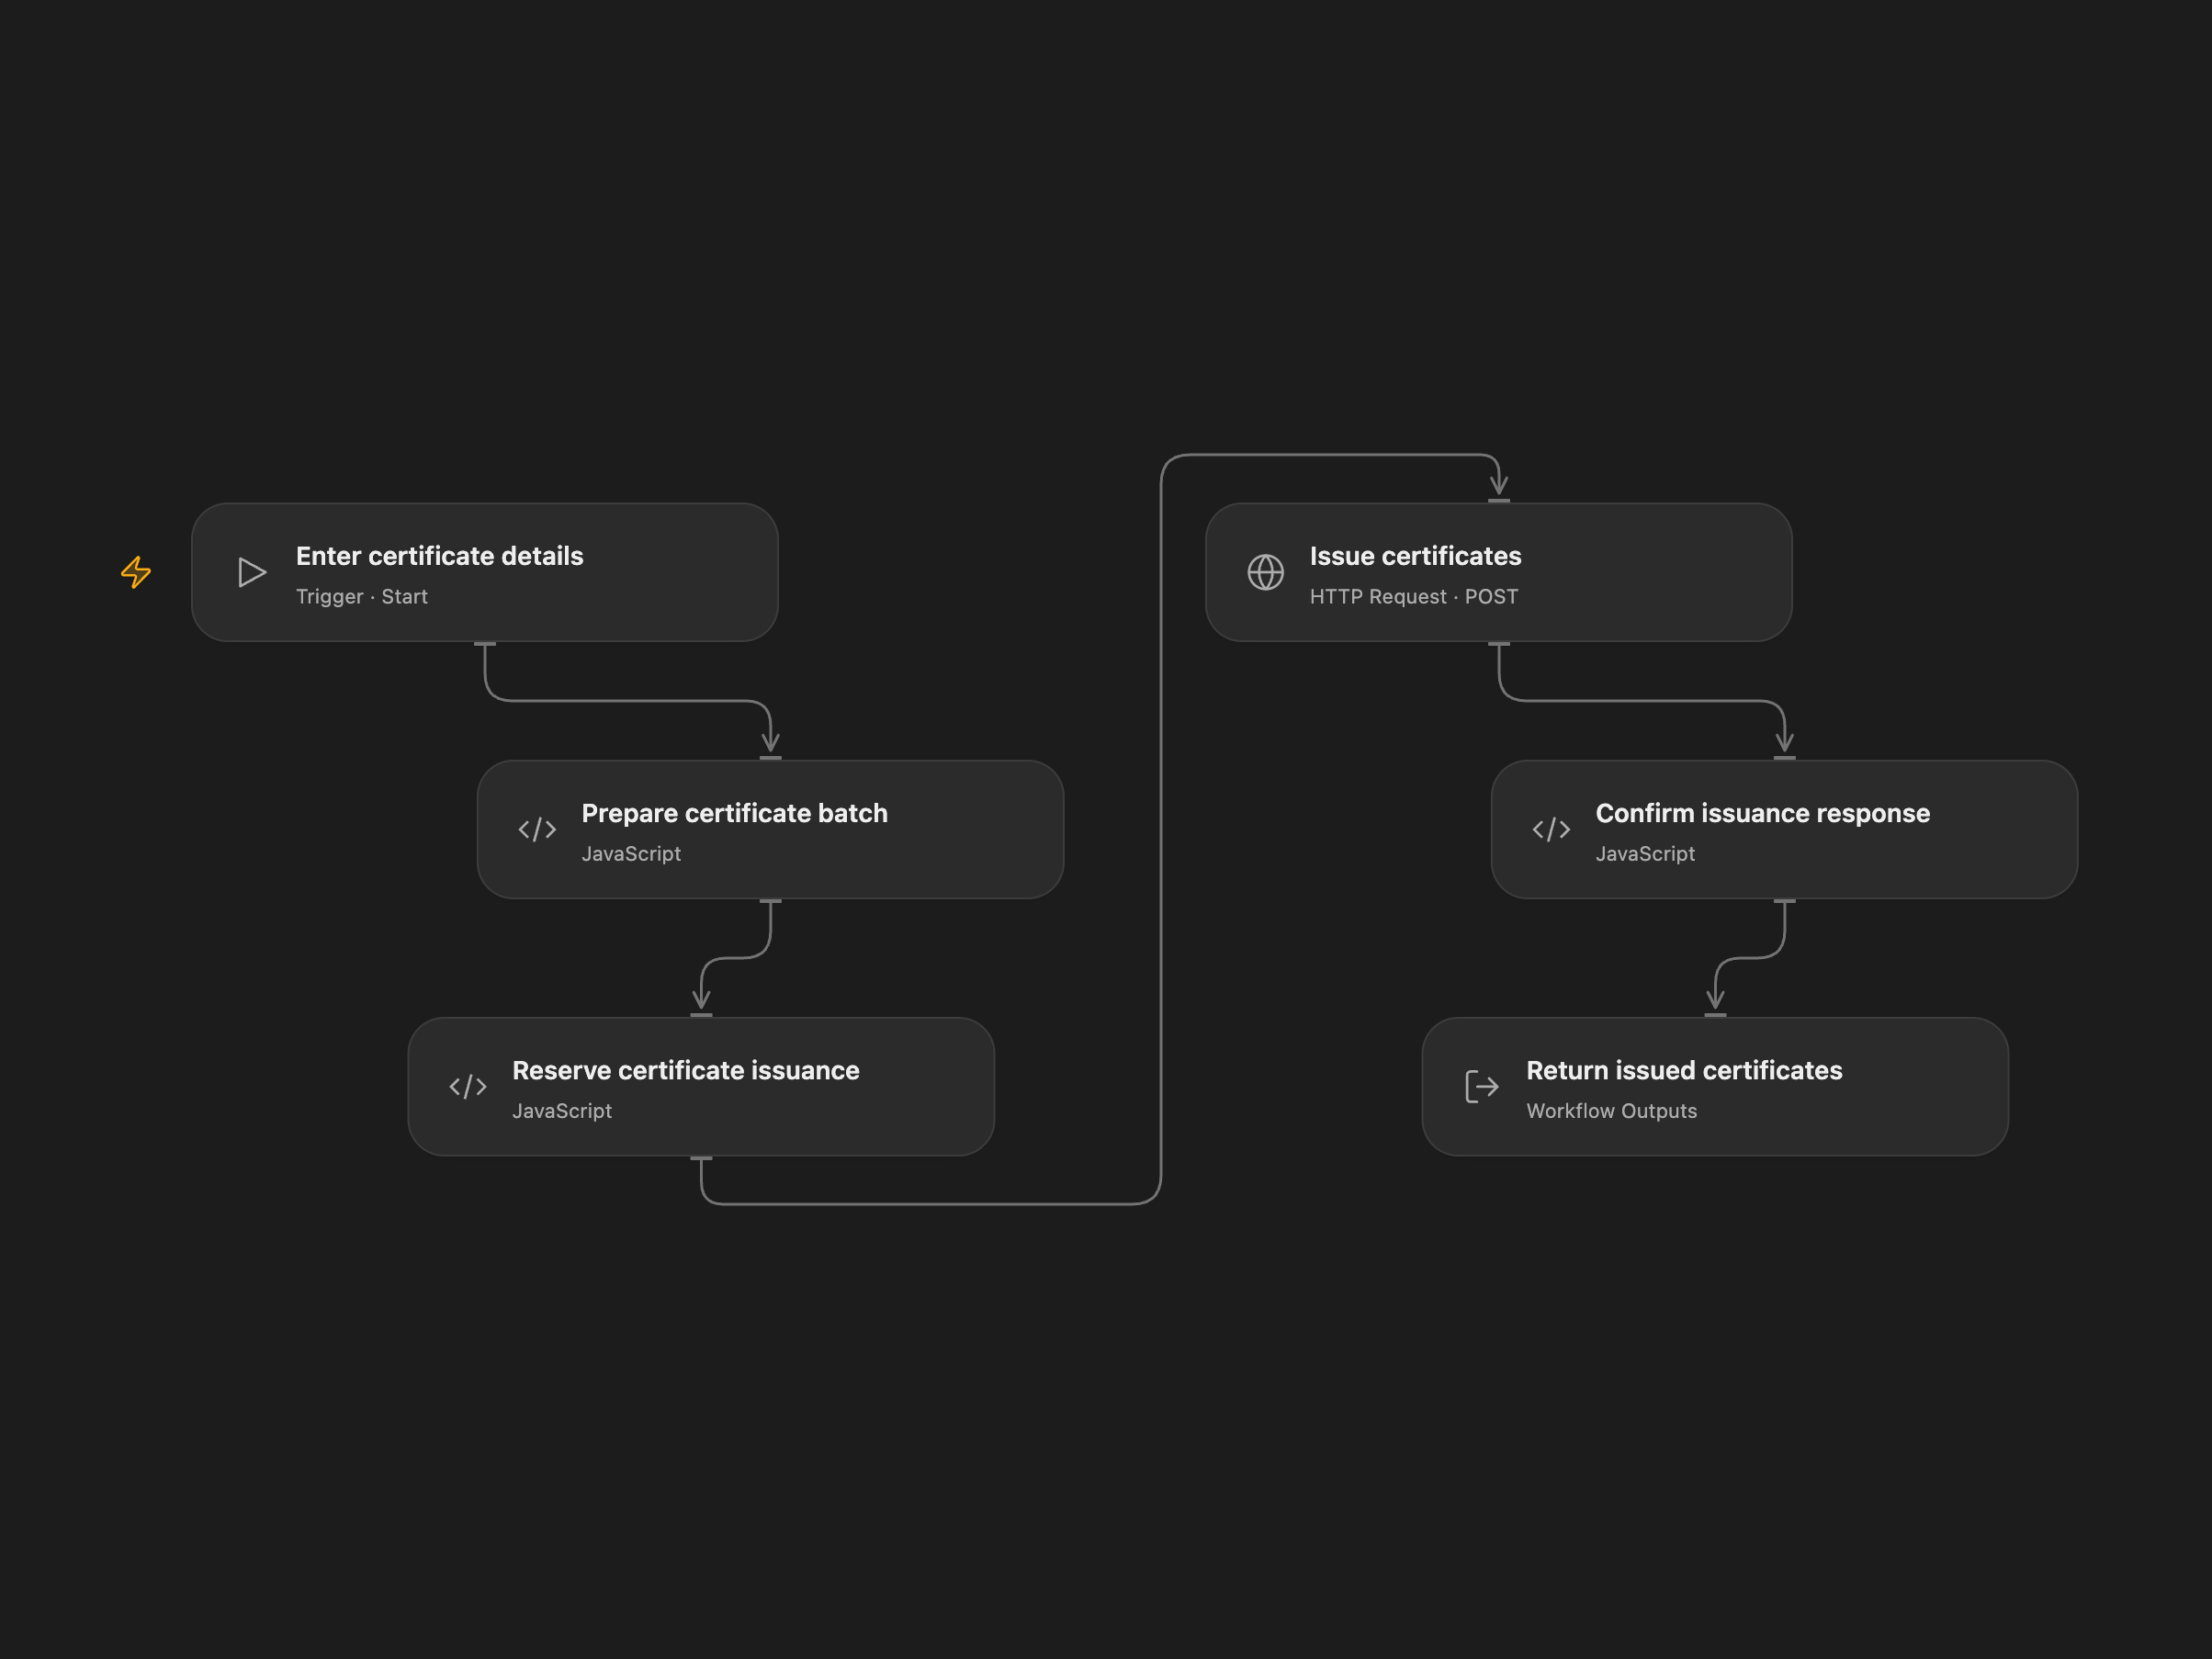 Enter certificate details
Trigger · Start
Prepare certificate batch
JavaScript
Reserve certificate issuance
JavaScript
Issue certificates
HTTP Request · POST
Confirm issuance response
JavaScript
Return issued certificates
Workflow Outputs